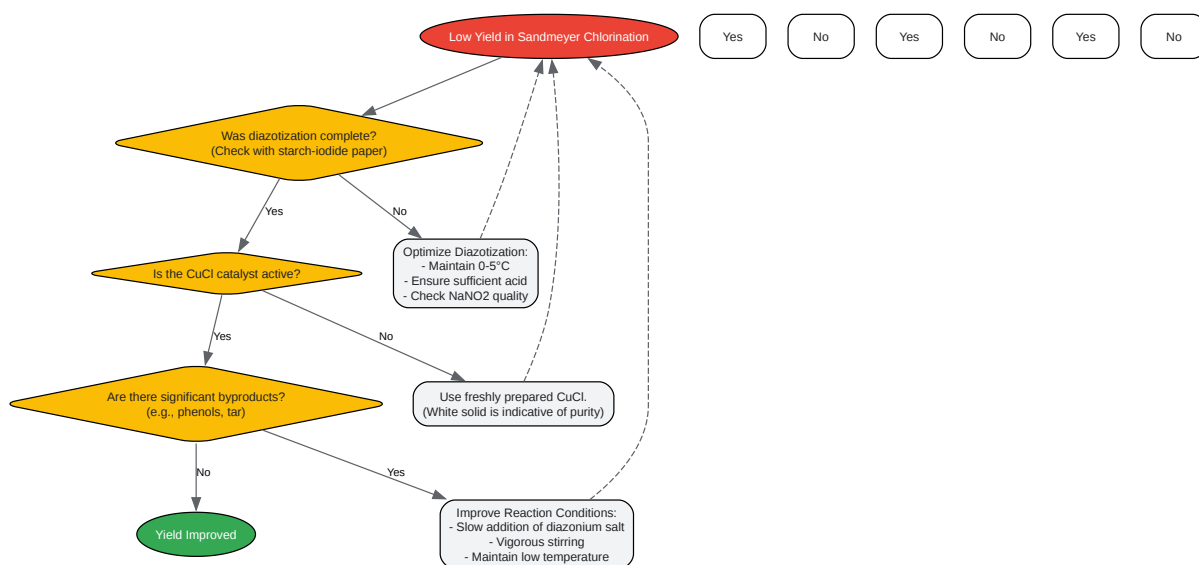 Low Yield in Sandmeyer Chlorination
Yes
No
Yes
No
Yes
No
Was diazotization complete?
(Check with starch-iodide paper)
Yes
No
Optimize Diazotization:
- Maintain 0-5°C
- Ensure sufficient acid
- Check NaNO2 quality
Is the CuCl catalyst active?
Yes
No
Use freshly prepared CuCl.
(White solid is indicative of purity)
Are there significant byproducts?
(e.g., phenols, tar)
No
Yes
Improve Reaction Conditions:
- Slow addition of diazonium salt
- Vigorous stirring
- Maintain low temperature
Yield Improved